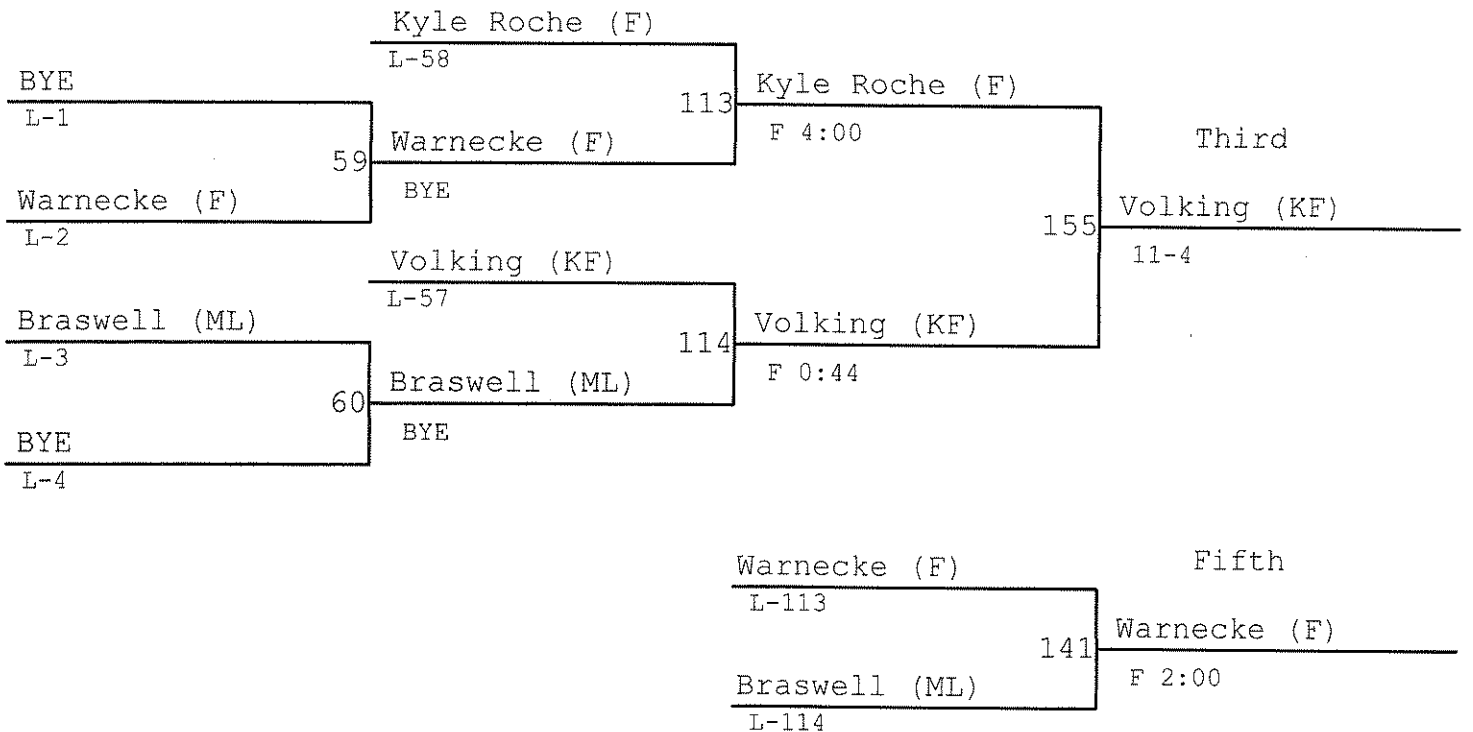 Kyle Roche (F)
L-58
BYE
L-1
113
Kyle Roche (F)
F 4:00
Third
59
Warnecke (F)
BYE
Warnecke (F)
L-2
155
Volking (KF)
11-4
Volking (KF)
L-57
Braswell (ML)
L-3
114
Volking (KF)
F 0:44
60
Braswell (ML)
BYE
BYE
L-4
Fifth
Warnecke (F)
L-113
141
Warnecke (F)
F 2:00
Braswell (ML)
L-114